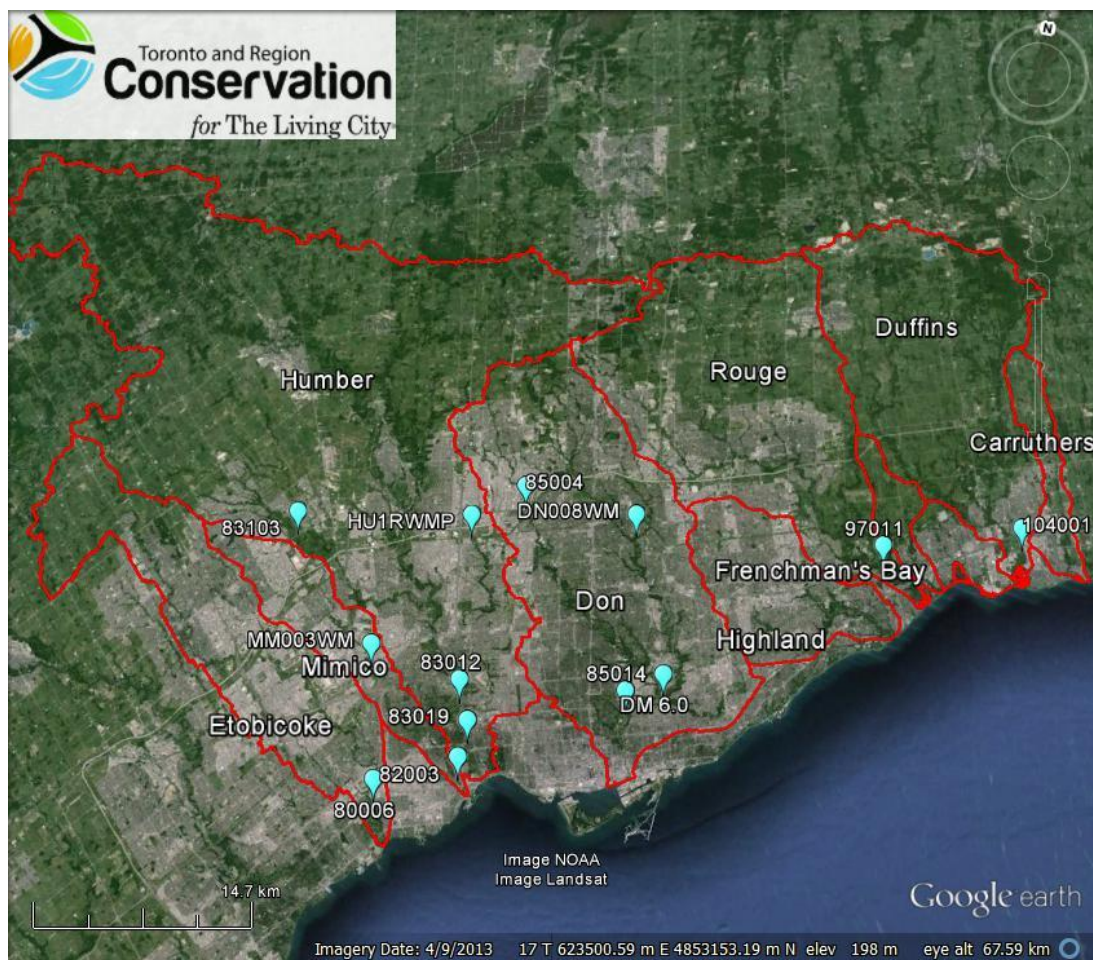 Toronto and Region
Conservation
for The Living City
N
Duffins
Humber
Rouge
Carruthers
85004
83103
HU1RWMP
DN008WM
97011
104001
Frenchman's Bay
Don
Highland
MM003WM
Mimico
83012
85014
DM 6.0
83019
Etobicoke
82003
80006
Image NOAA
Image Landsat
14.7 km
Google earth
Imagery Date: 4/9/2013 17 T 623500.59 m E 4853153.19 m N elev 198 m eye alt 67.59 km